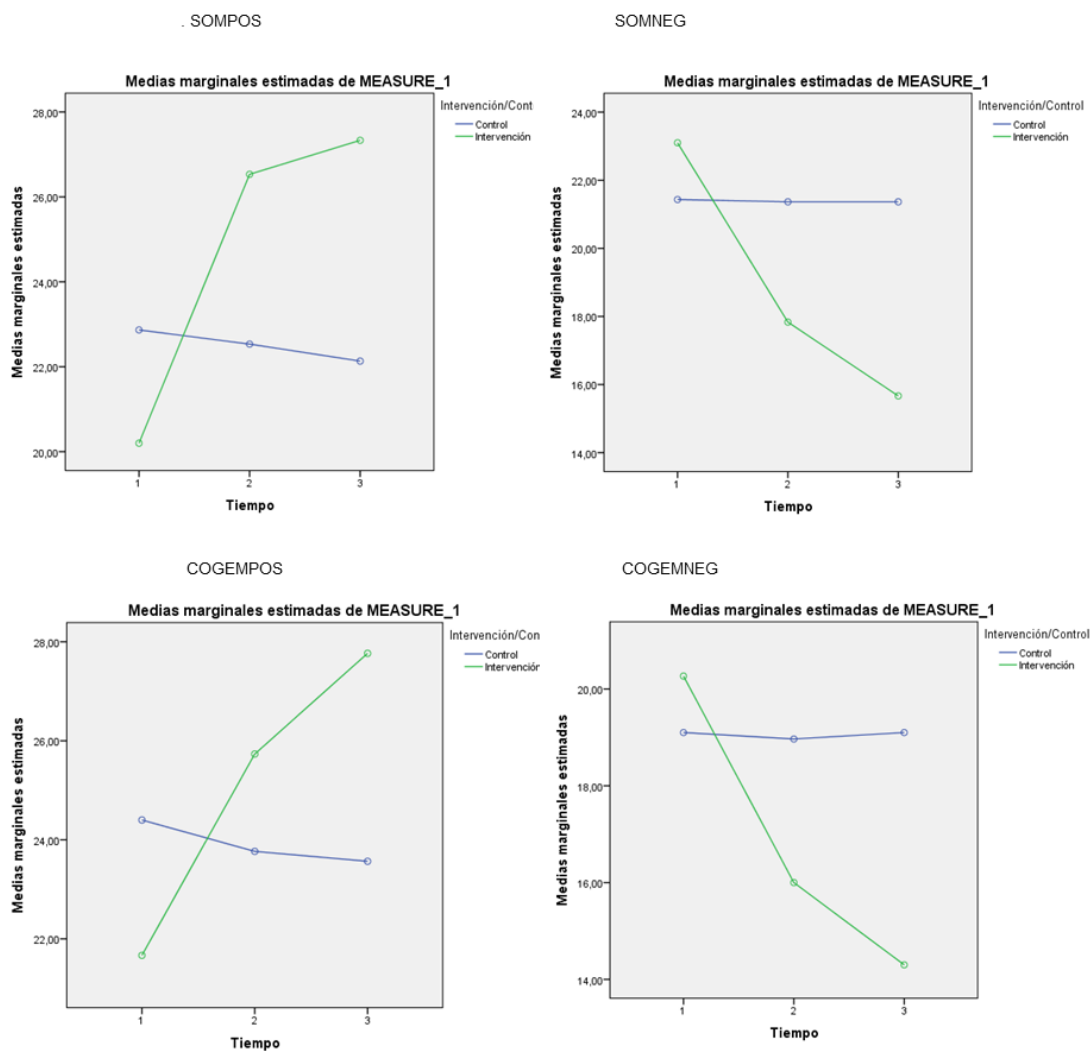 . SOMPOS
SOMNEG
Medias marginales estimadas de MEASURE_1
Intervención/Cont
Control
Intervención
Medias marginales estimadas
28,00
26,00
24,00
22,00
20,00
1
2
3
Tiempo
Medias marginales estimadas de MEASURE_1
Intervención/Control
Control
Intervención
Medias marginales estimadas
24,00
22,00
20,00
18,00
16,00
14,00
1
2
3
Tiempo
COGEMPOS
COGEMNEG
Medias marginales estimadas de MEASURE_1
Intervención/Con
Control
Intervención
Medias marginales estimadas
28,00
26,00
24,00
22,00
1
2
3
Tiempo
Medias marginales estimadas de MEASURE_1
Intervención/Control
Control
Intervención
Medias marginales estimadas
20,00
18,00
16,00
14,00
1
2
3
Tiempo